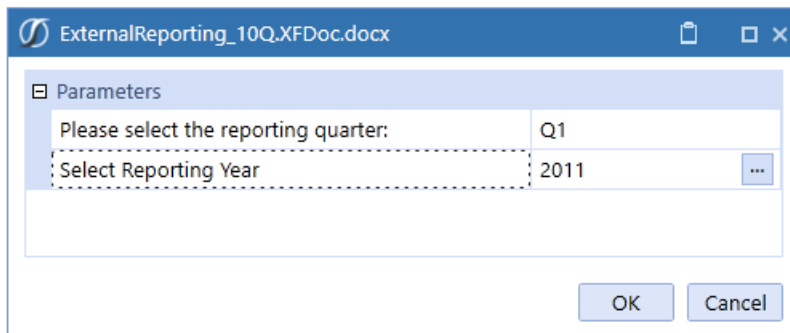 ExternalReporting_10Q.XFDoc.docx
Parameters
Please select the reporting quarter: Q1
Select Reporting Year 2011 ...
OK Cancel